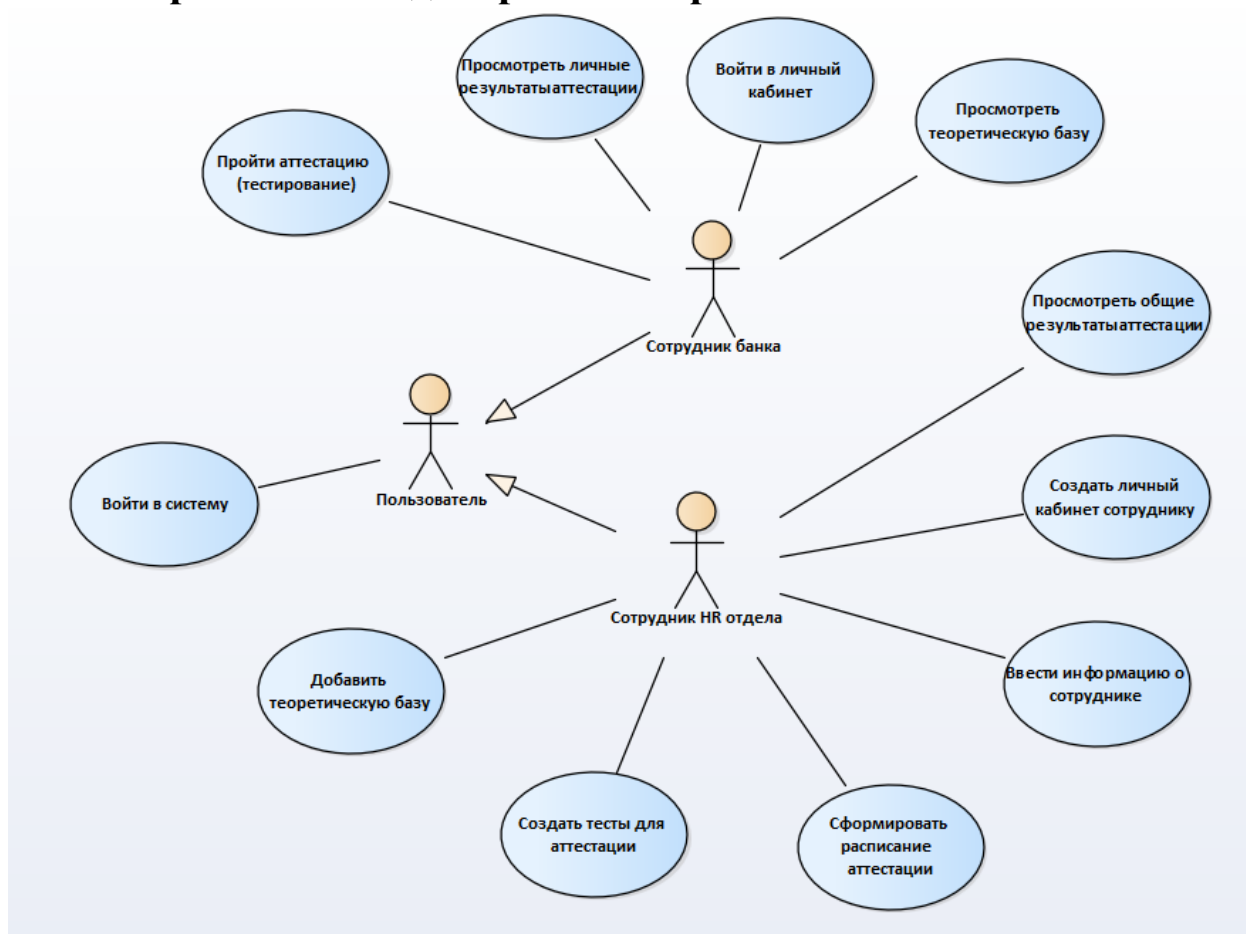 Просмотреть личные
результаты аттестации
Войти в личный
кабинет
Просмотреть
теоретическую базу
Пройти аттестацию
(тестирование)
Просмотреть общие
результаты аттестации
Сотрудник банка
Создать личный
кабинет сотруднику
Войти в систему
Пользователь
Сотрудник HR отдела
Добавить
теоретическую базу
Ввести информацию о
сотруднике
Создать тесты для
аттестации
Сформировать
расписание
аттестации